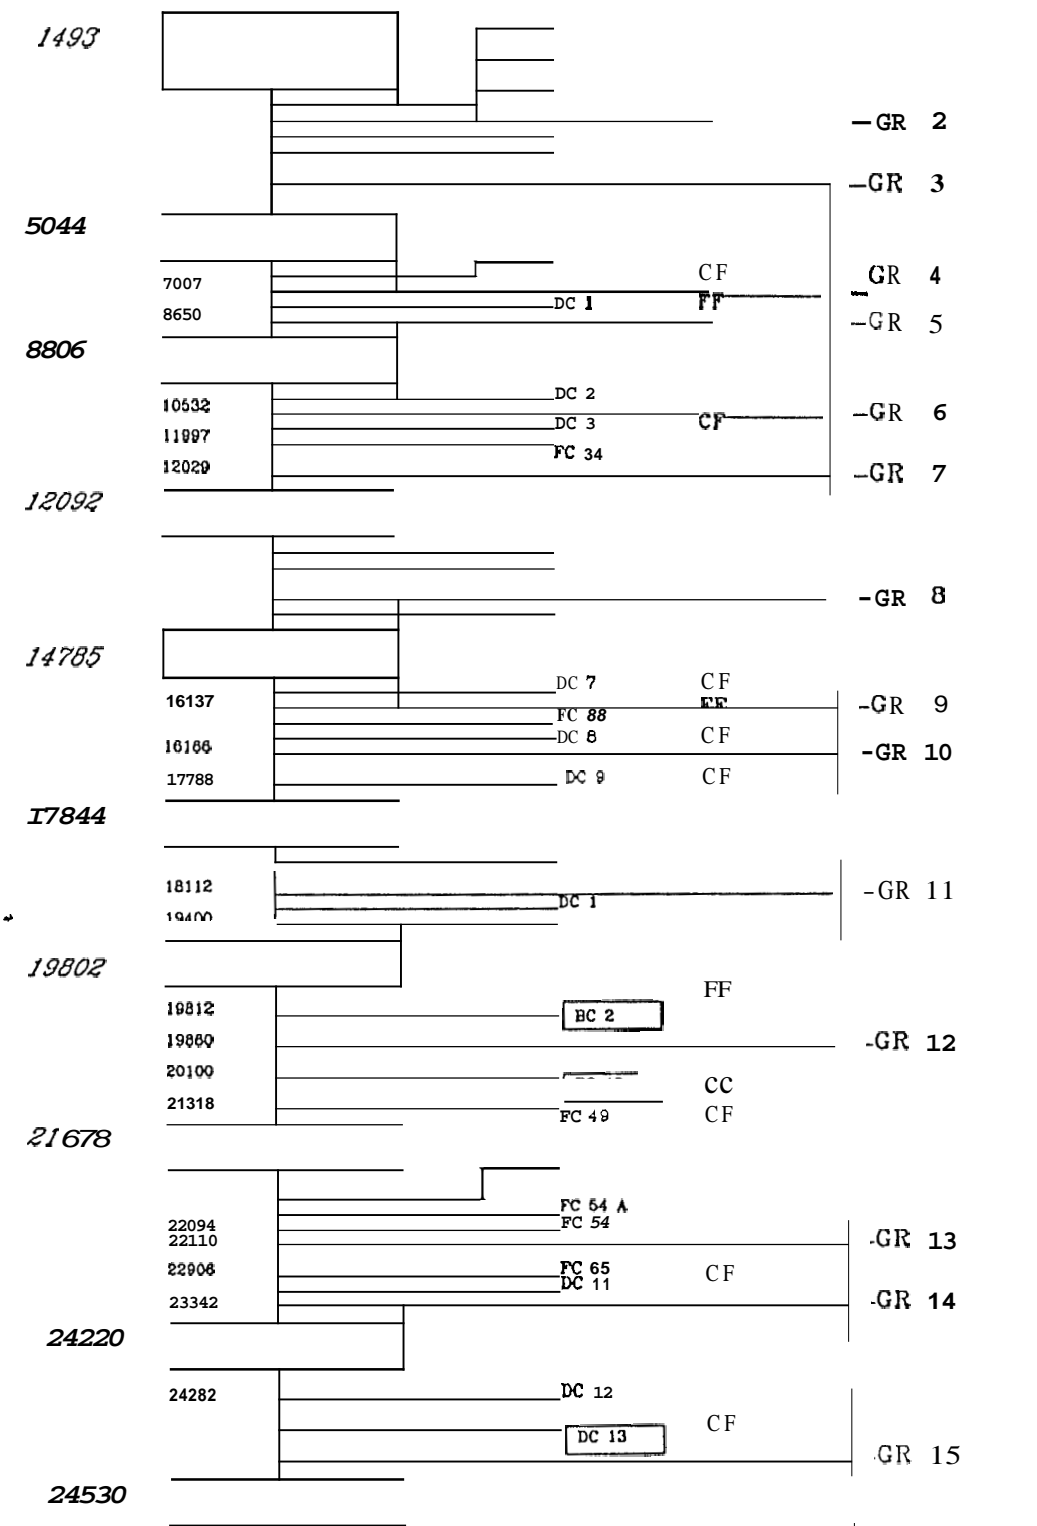 1493
-GR 2
-GR 3
5044
7007 CF GR 4
8650 DC 1 FF
-GR 5
8806
DC 2
10532 DC 3 CF -GR 6
11997
FC 34
12029 -GR 7
12092
-GR 8
14785
DC 7 CF
16137 FF -GR 9
FC 88
16166 DC 8 CF
-GR 10
17788 DC 9 CF
I7844
18112 -GR 11
DC 1
19400
19802
FF
19812 BC 2
19860 -GR 12
20100 CC
21318 FC 49 CF
21678
FC 54 A
22094 FC 54
22110 -GR 13
22906 FC 65 CF
DC 11
23342 -GR 14
24220
24282 DC 12
CF
DC 13
GR 15
24530